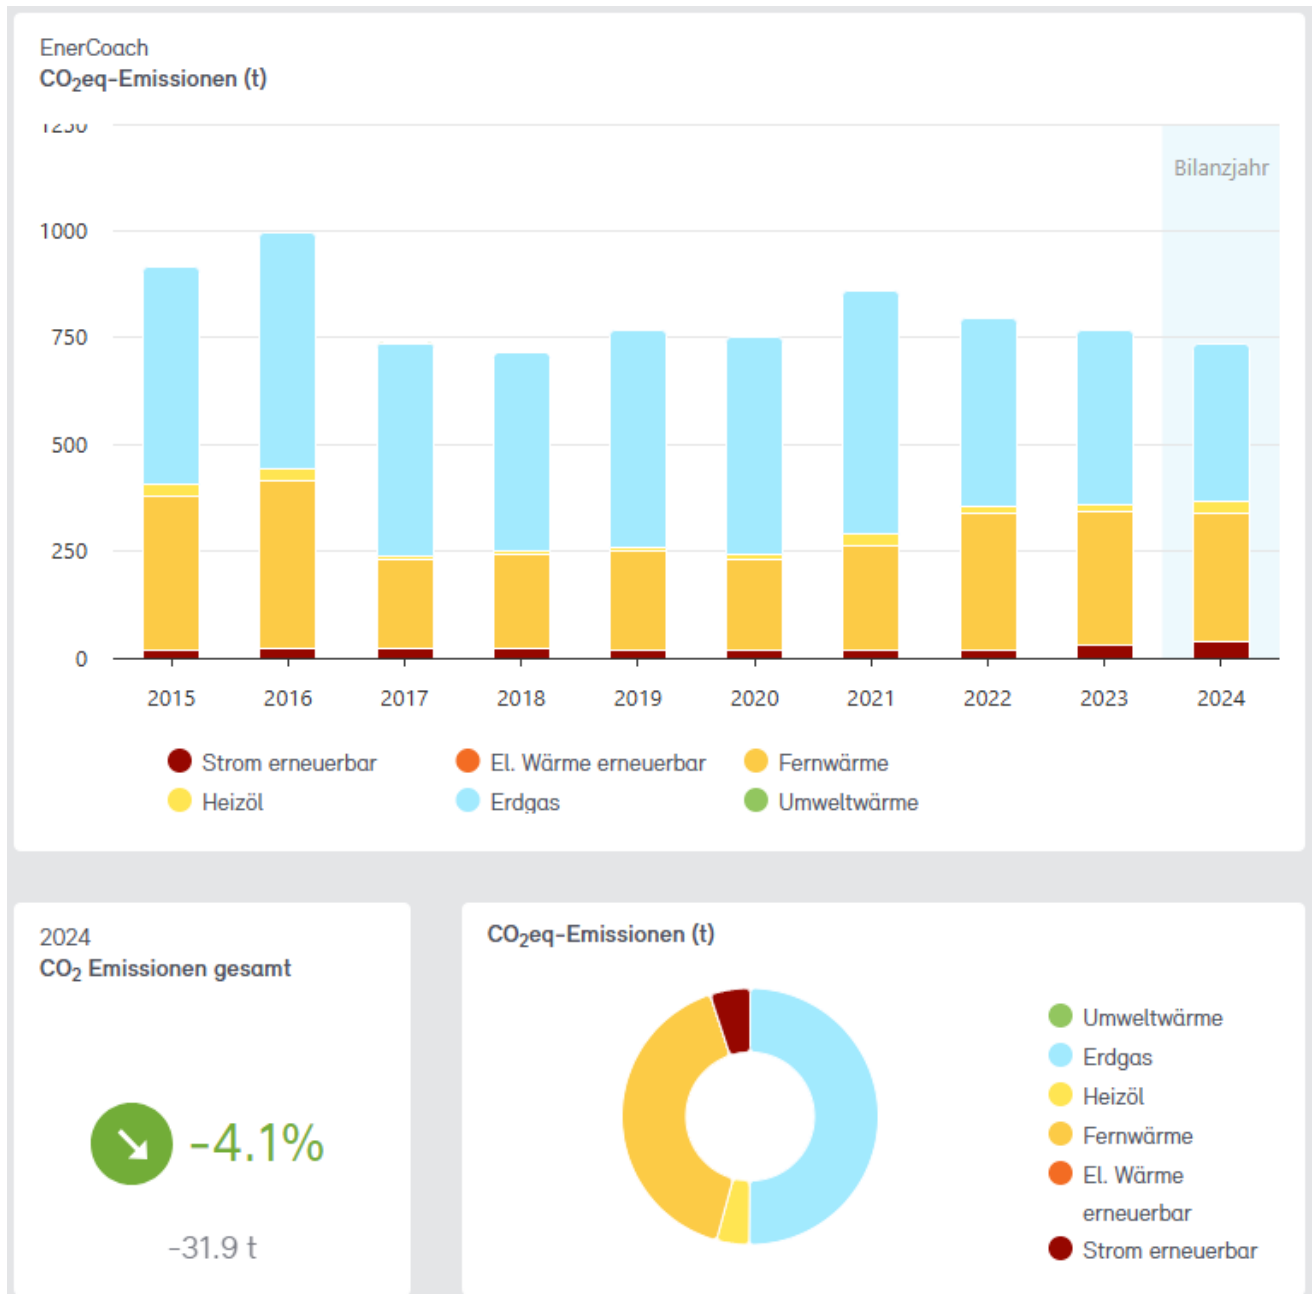 EnerCoach
CO₂eq-Emissionen (t)
1250
Bilanzjahr
1000
750
500
250
0
2015 2016 2017 2018 2019 2020 2021 2022 2023 2024
Strom erneuerbar El. Wärme erneuerbar Fernwärme
Heizöl Erdgas Umweltwärme
2024
CO₂ Emissionen gesamt
-4.1%
-31.9 t
CO₂eq-Emissionen (t)
Umweltwärme
Erdgas
Heizöl
Fernwärme
El. Wärme
erneuerbar
Strom erneuerbar